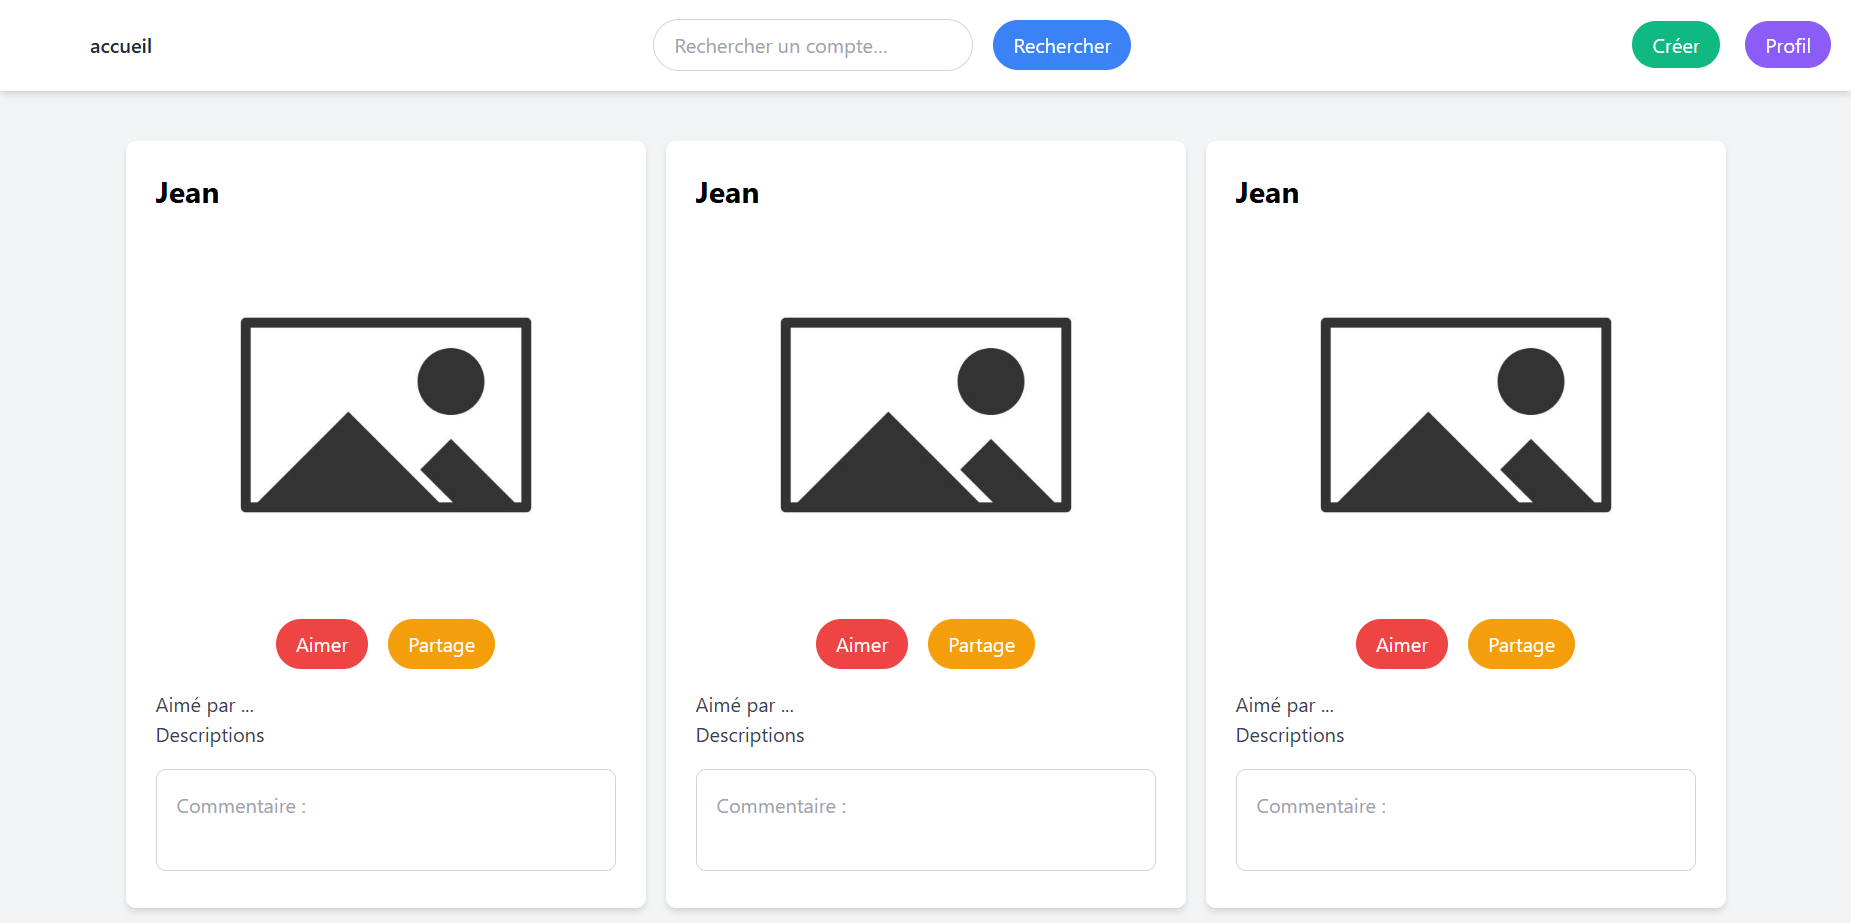 accueil
Rechercher un compte...
Rechercher
Créer
Profil
Jean
Aimer
Partage
Aimé par ...
Descriptions
Commentaire :
Jean
Aimer
Partage
Aimé par ...
Descriptions
Commentaire :
Jean
Aimer
Partage
Aimé par ...
Descriptions
Commentaire :